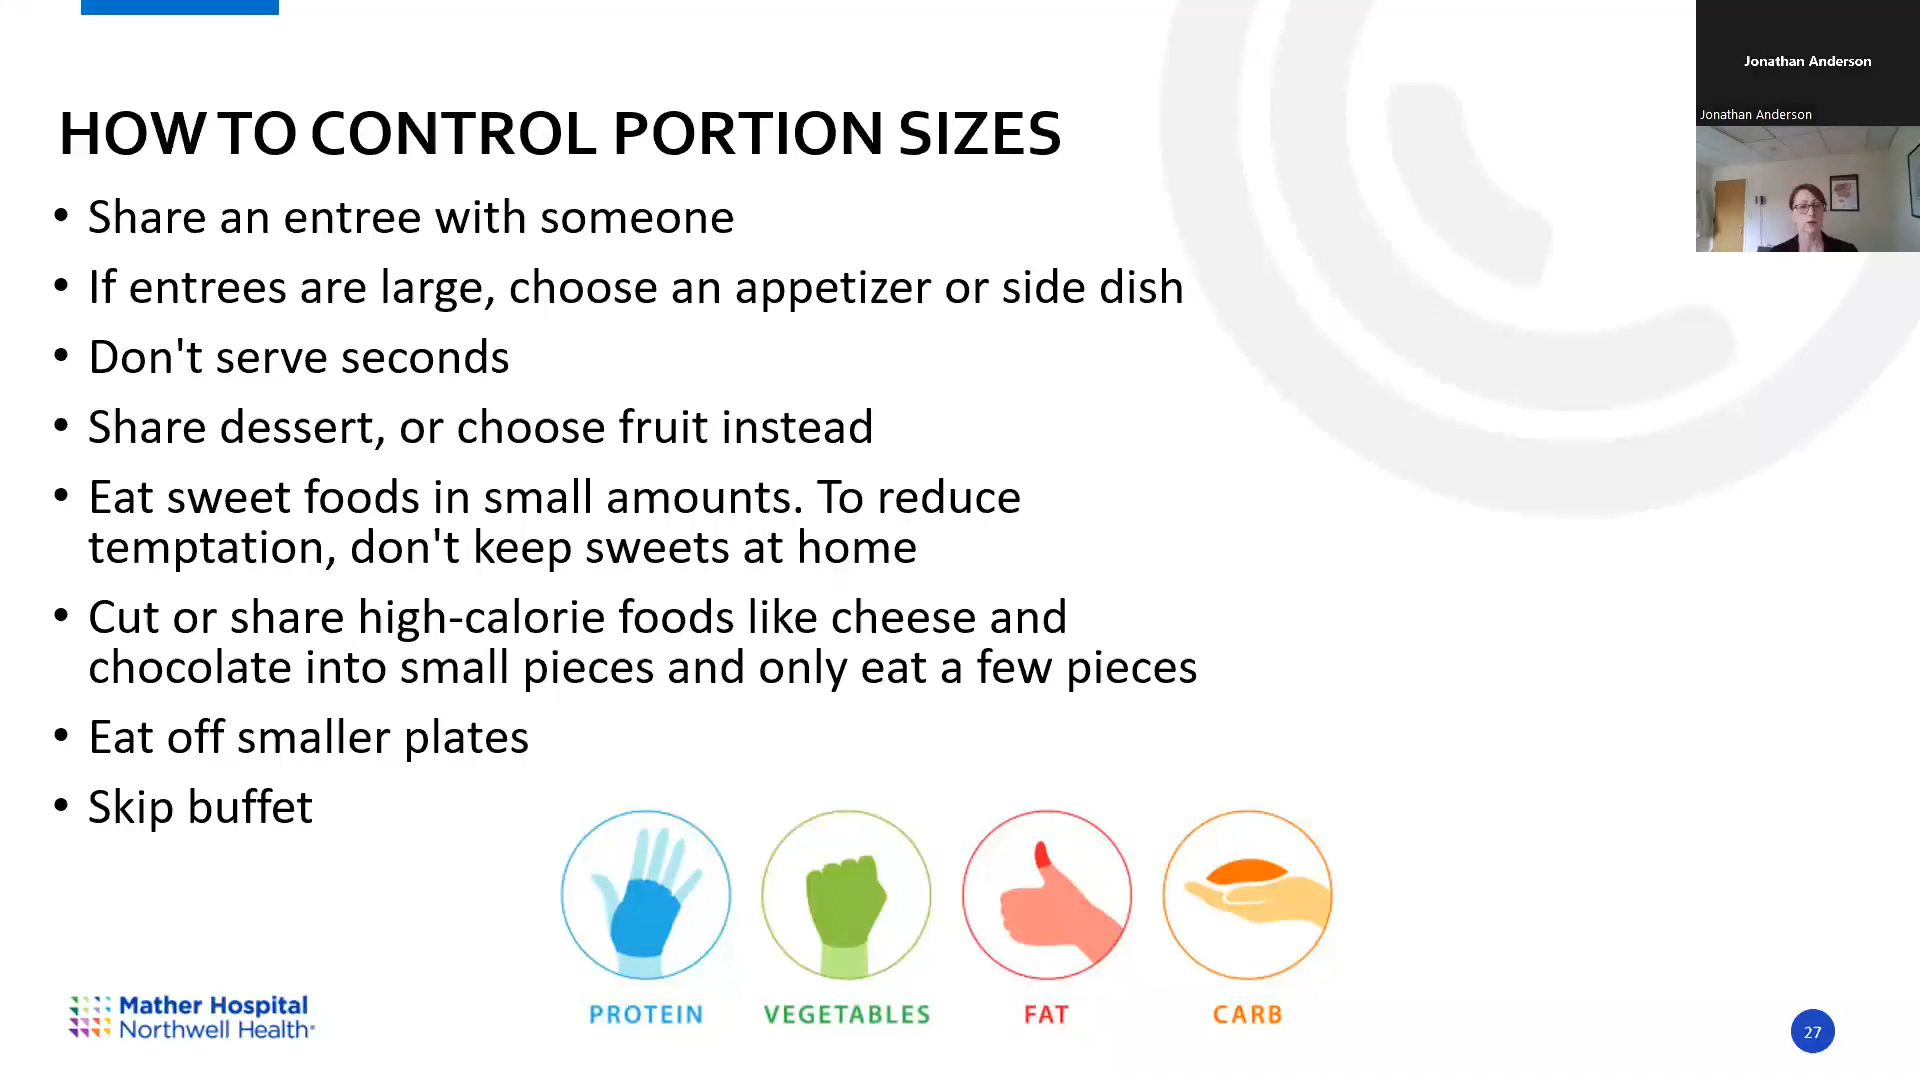 Jonathan Anderson
Jonathan Anderson
HOW TO CONTROL PORTION SIZES
• Share an entree with someone
• If entrees are large, choose an appetizer or side dish
• Don't serve seconds
• Share dessert, or choose fruit instead
• Eat sweet foods in small amounts. To reduce
temptation, don't keep sweets at home
• Cut or share high-calorie foods like cheese and
chocolate into small pieces and only eat a few pieces
• Eat off smaller plates
• Skip buffet
PROTEIN VEGETABLES FAT CARB
Mather Hospital
Northwell Health
27